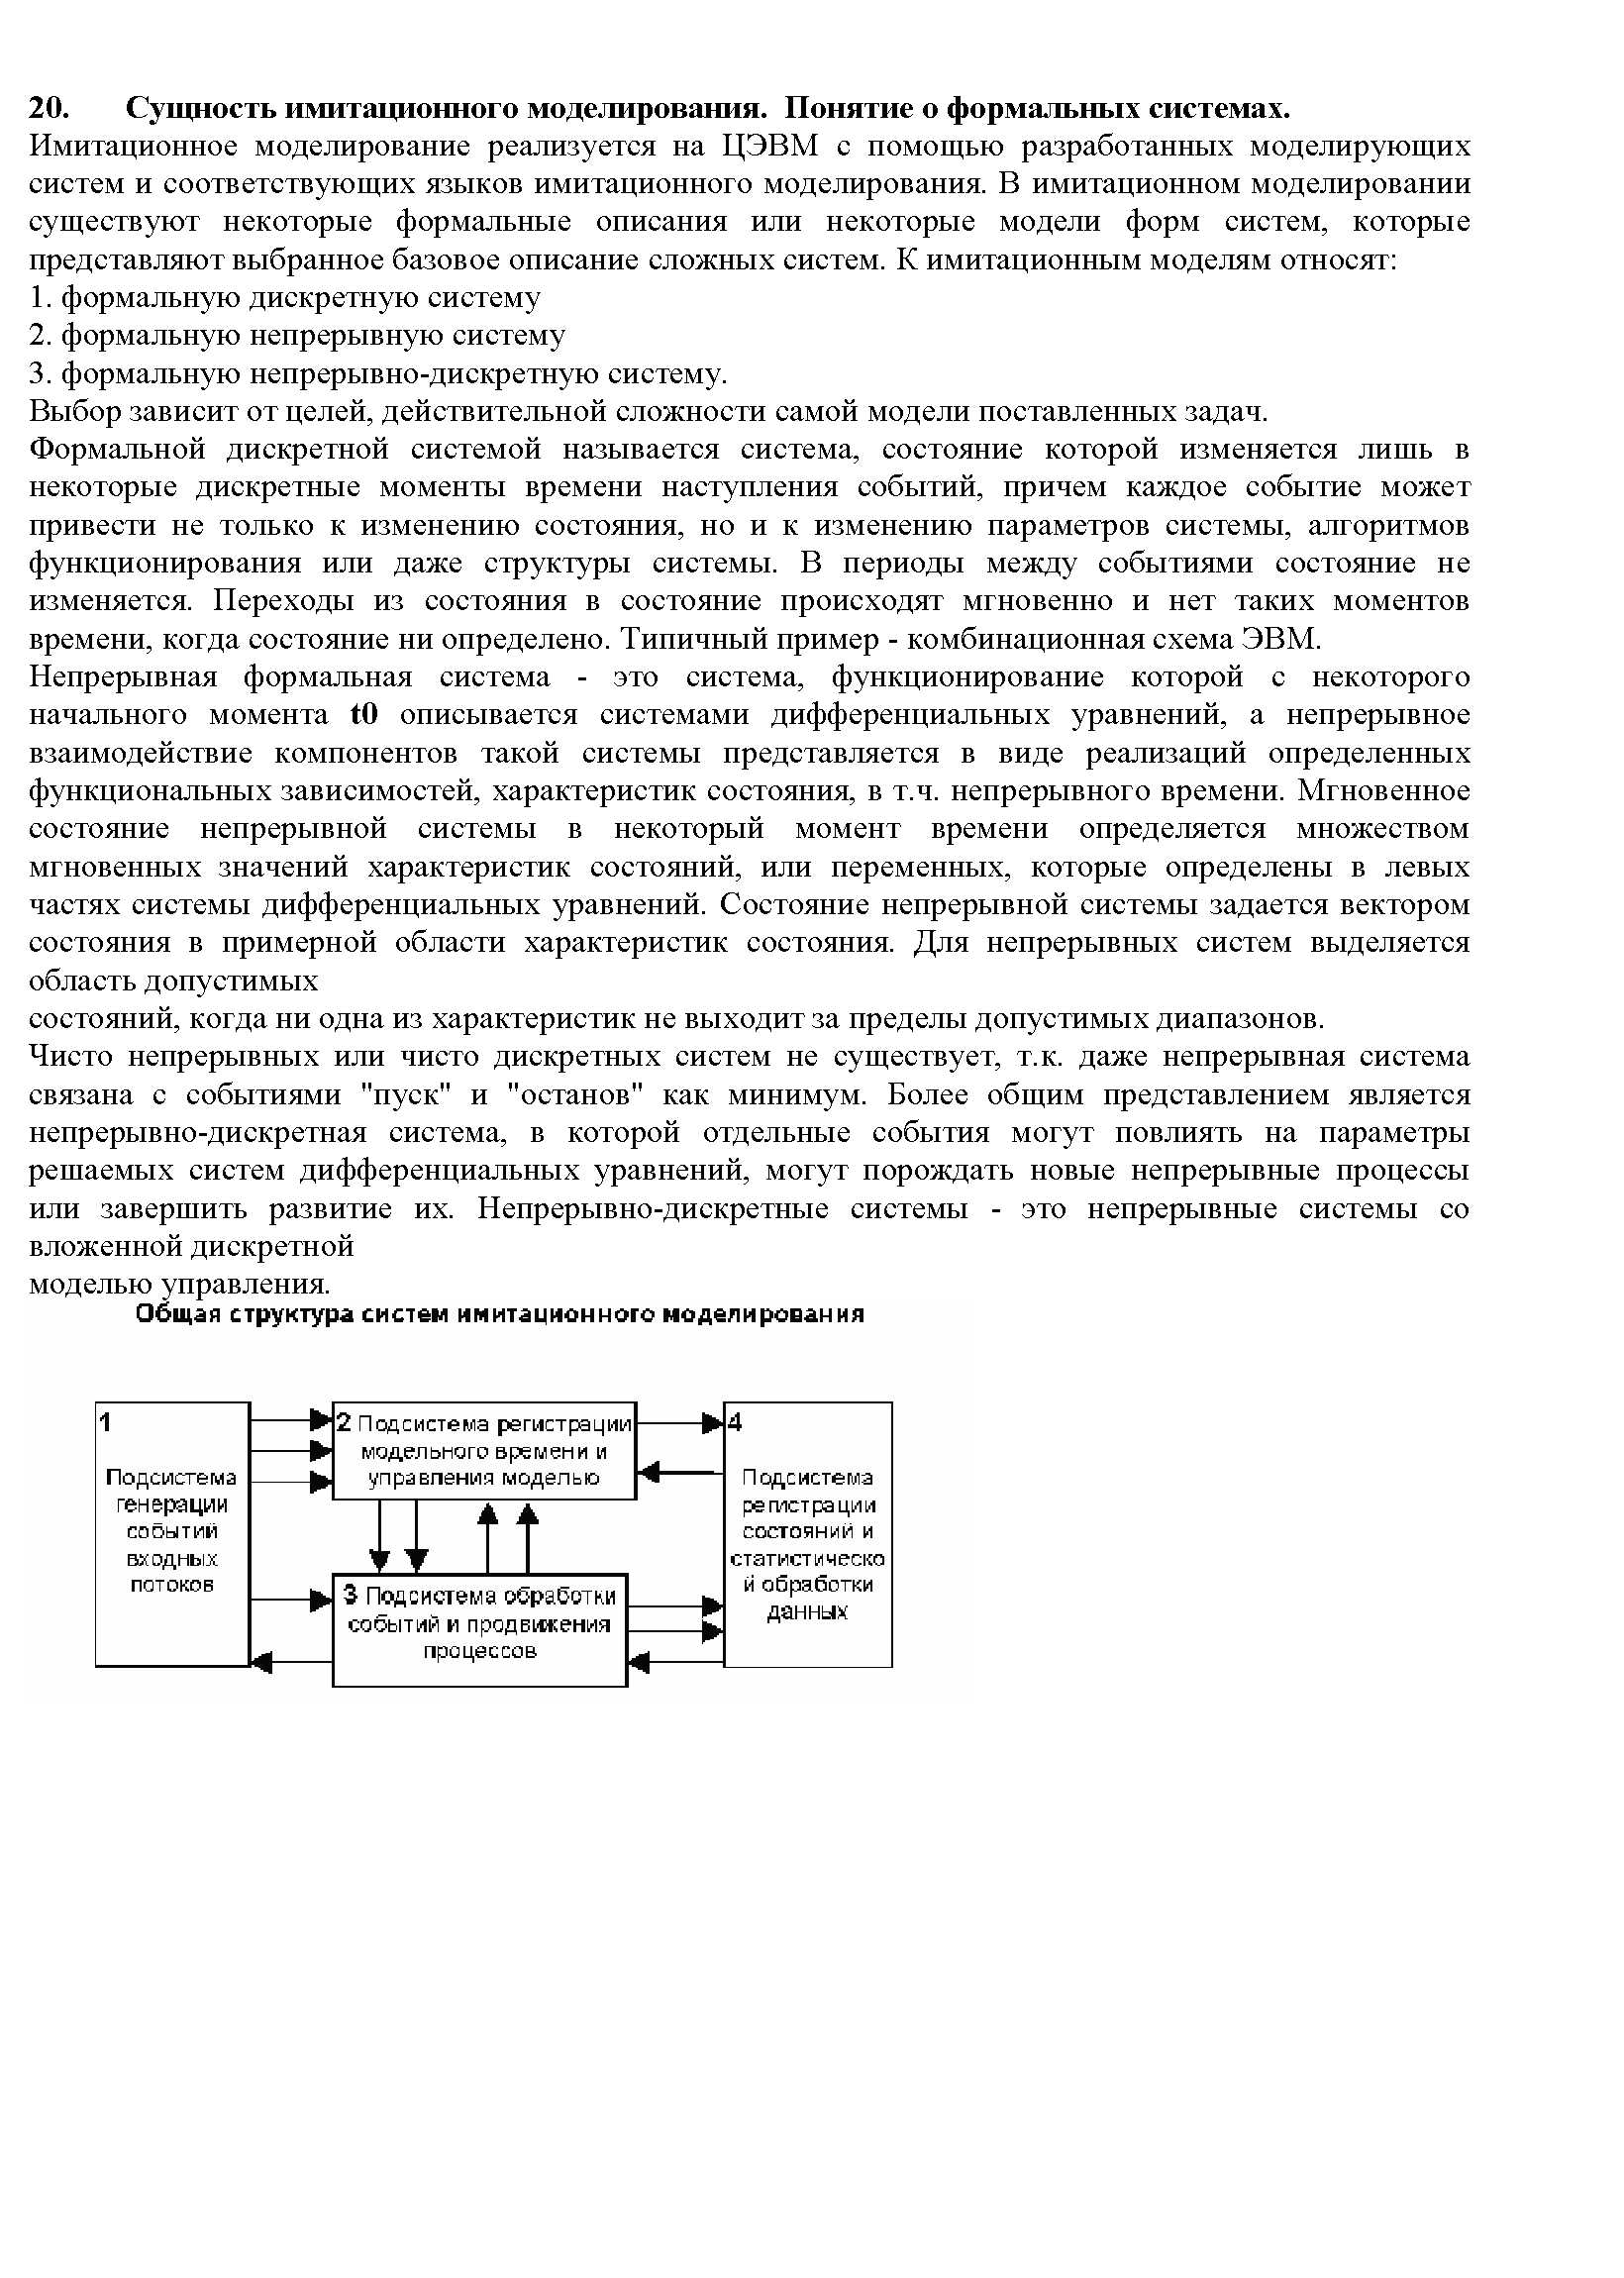 20. Сущность имитационного моделирования. Понятие о формальных системах.
Имитационное моделирование реализуется на ЦЭВМ с помощью разработанных моделирующих
систем и соответствующих языков имитационного моделирования. В имитационном моделировании
существуют некоторые формальные описания или некоторые модели форм систем, которые
представляют выбранное базовое описание сложных систем. К имитационным моделям относят:
1. формальную дискретную систему
2. формальную непрерывную систему
3. формальную непрерывно-дискретную систему.
Выбор зависит от целей, действительной сложности самой модели поставленных задач.
Формальной дискретной системой называется система, состояние которой изменяется лишь в
некоторые дискретные моменты времени наступления событий, причем каждое событие может
привести не только к изменению состояния, но и к изменению параметров системы, алгоритмов
функционирования или даже структуры системы. В периоды между событиями состояние не
изменяется. Переходы из состояния в состояние происходят мгновенно и нет таких моментов
времени, когда состояние ни определено. Типичный пример - комбинационная схема ЭВМ.
Непрерывная формальная система - это система, функционирование которой с некоторого
начального момента t0 описывается системами дифференциальных уравнений, а непрерывное
взаимодействие компонентов такой системы представляется в виде реализаций определенных
функциональных зависимостей, характеристик состояния, в т.ч. непрерывного времени. Мгновенное
состояние непрерывной системы в некоторый момент времени определяется множеством
мгновенных значений характеристик состояний, или переменных, которые определены в левых
частях системы дифференциальных уравнений. Состояние непрерывной системы задается вектором
состояния в примерной области характеристик состояния. Для непрерывных систем выделяется
область допустимых
состояний, когда ни одна из характеристик не выходит за пределы допустимых диапазонов.
Чисто непрерывных или чисто дискретных систем не существует, т.к. даже непрерывная система
связана с событиями "пуск" и "останов" как минимум. Более общим представлением является
непрерывно-дискретная система, в которой отдельные события могут повлиять на параметры
решаемых систем дифференциальных уравнений, могут порождать новые непрерывные процессы
или завершить развитие их. Непрерывно-дискретные системы - это непрерывные системы со
вложенной дискретной
моделью управления.
Общая структура систем имитационного моделирования
1
Подсистема
генерации
событий
входных
потоков
2 Подсистема регистрации
модельного времени и
управления моделью
3 Подсистема обработки
событий и продвижения
процессов
4
Подсистема
регистрации
состояний и
статистическо
й обработки
данных